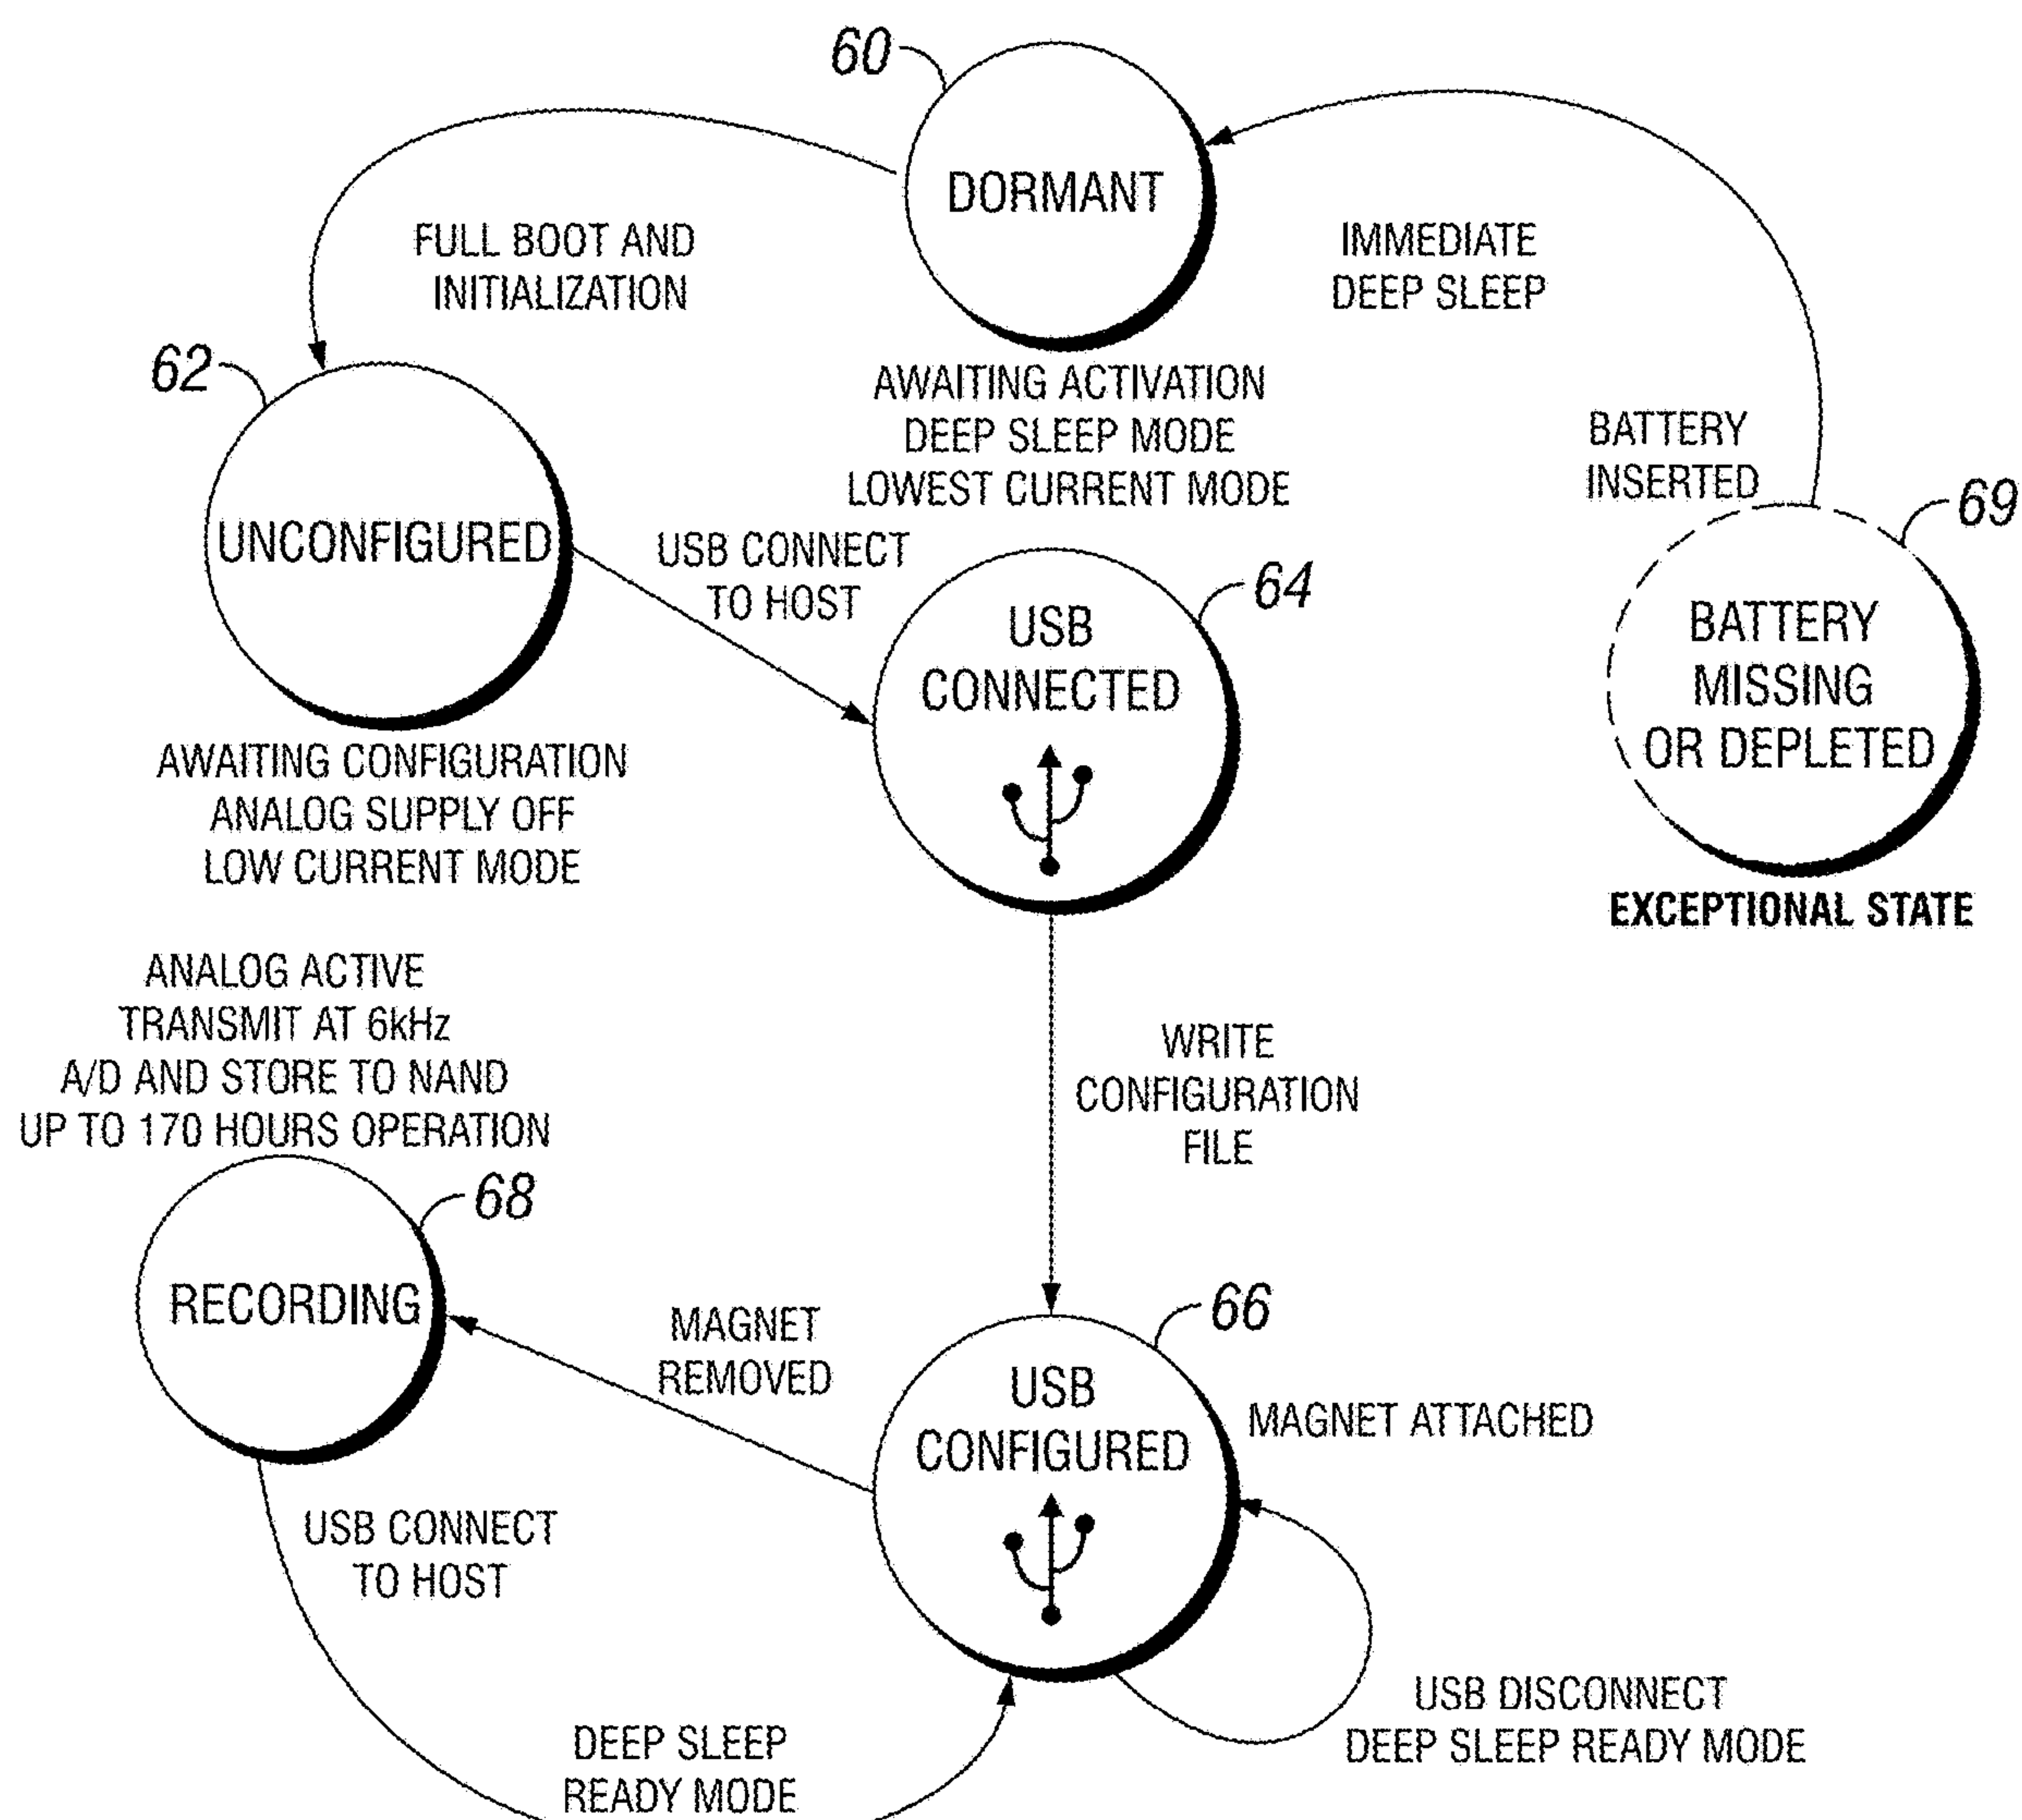 60
DORMANT
FULL BOOT AND
INITIALIZATION
IMMEDIATE
DEEP SLEEP
62
AWAITING ACTIVATION
DEEP SLEEP MODE
LOWEST CURRENT MODE
BATTERY
INSERTED
69
UNCONFIGURED
USB CONNECT
TO HOST
64
USB
CONNECTED
BATTERY
MISSING
OR DEPLETED
AWAITING CONFIGURATION
ANALOG SUPPLY OFF
LOW CURRENT MODE
EXCEPTIONAL STATE
ANALOG ACTIVE
TRANSMIT AT 6kHz
A/D AND STORE TO NAND
UP TO 170 HOURS OPERATION
WRITE
CONFIGURATION
FILE
68
RECORDING
MAGNET
REMOVED
66
USB
CONFIGURED
MAGNET ATTACHED
USB CONNECT
TO HOST
DEEP SLEEP
READY MODE
USB DISCONNECT
DEEP SLEEP READY MODE